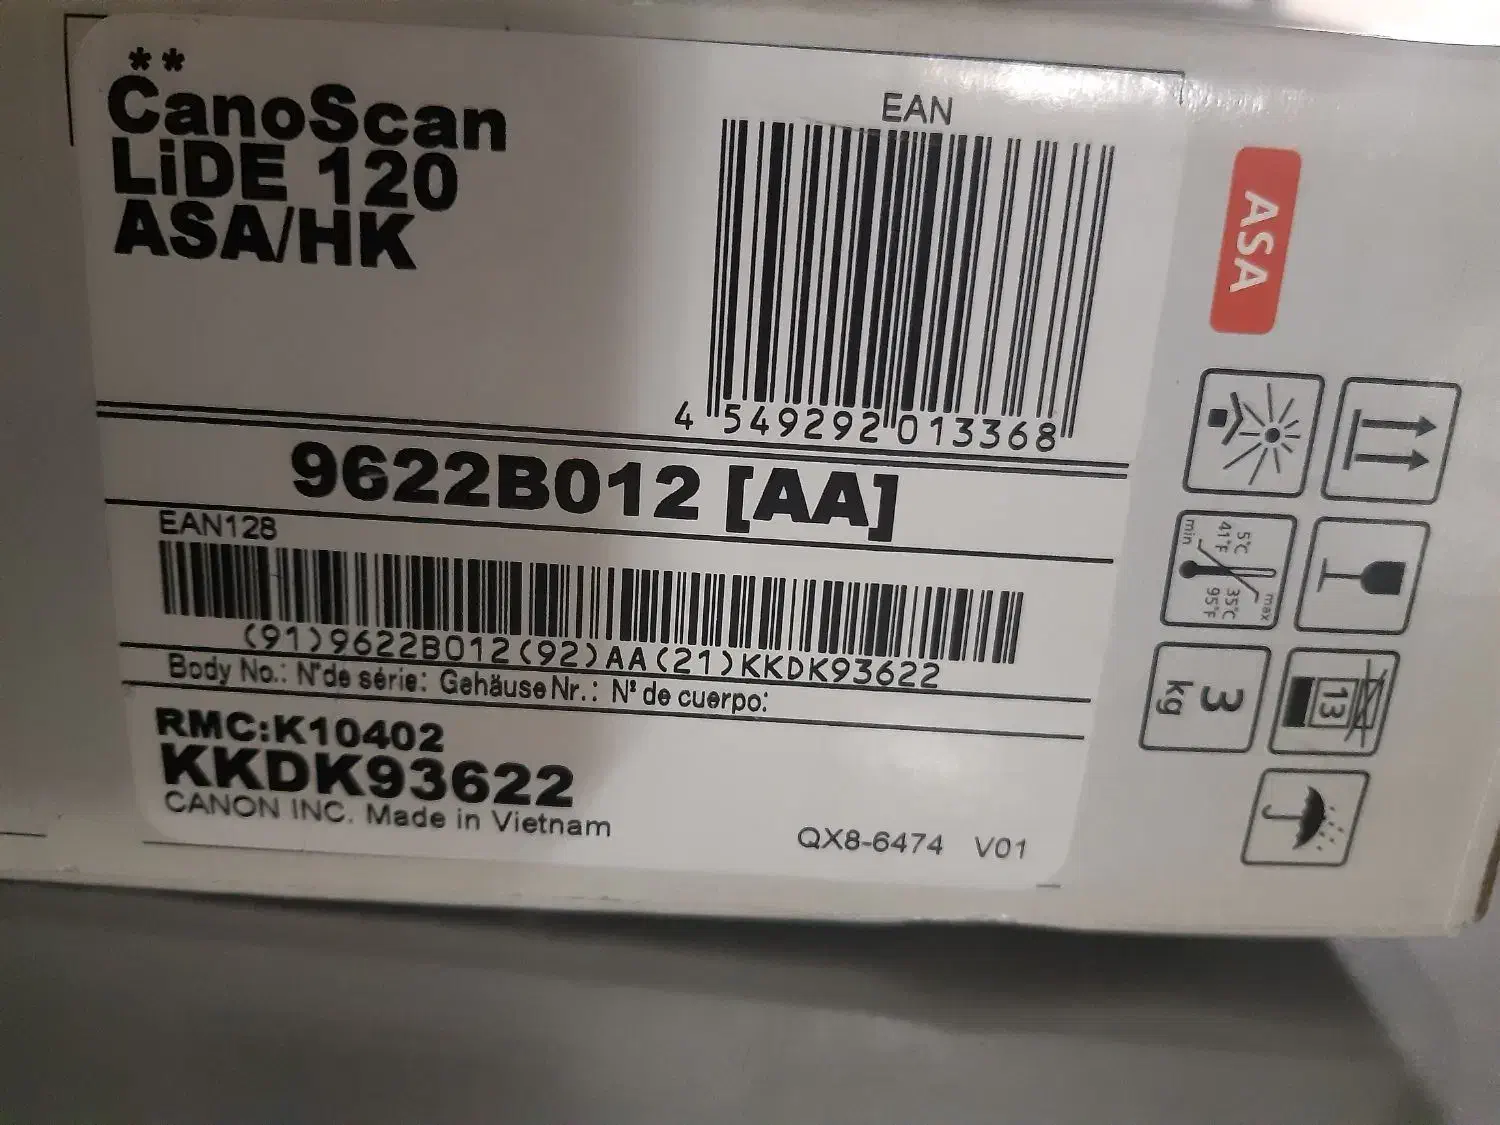 **
CanoScan
LiDE 120
ASA/HK
EAN
4 549292 013368
9622B012 [AA]
EAN128
(91)9622B012(92)AA(21)KKDK93622
Body No.: N°de série: Gehäuse Nr.: Nº de cuerpo:
RMC:K10402
KKDK93622
CANON INC. Made in Vietnam
QX8-6474 V01
ASA
5°C
41°F
min
max
35°C
95°F
13
3
kg